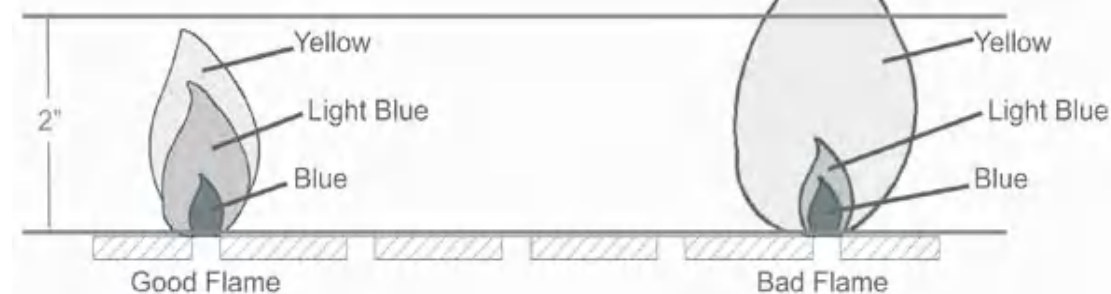 Yellow
Light Blue
Blue
2"
Good Flame
Yellow
Light Blue
Blue
Bad Flame